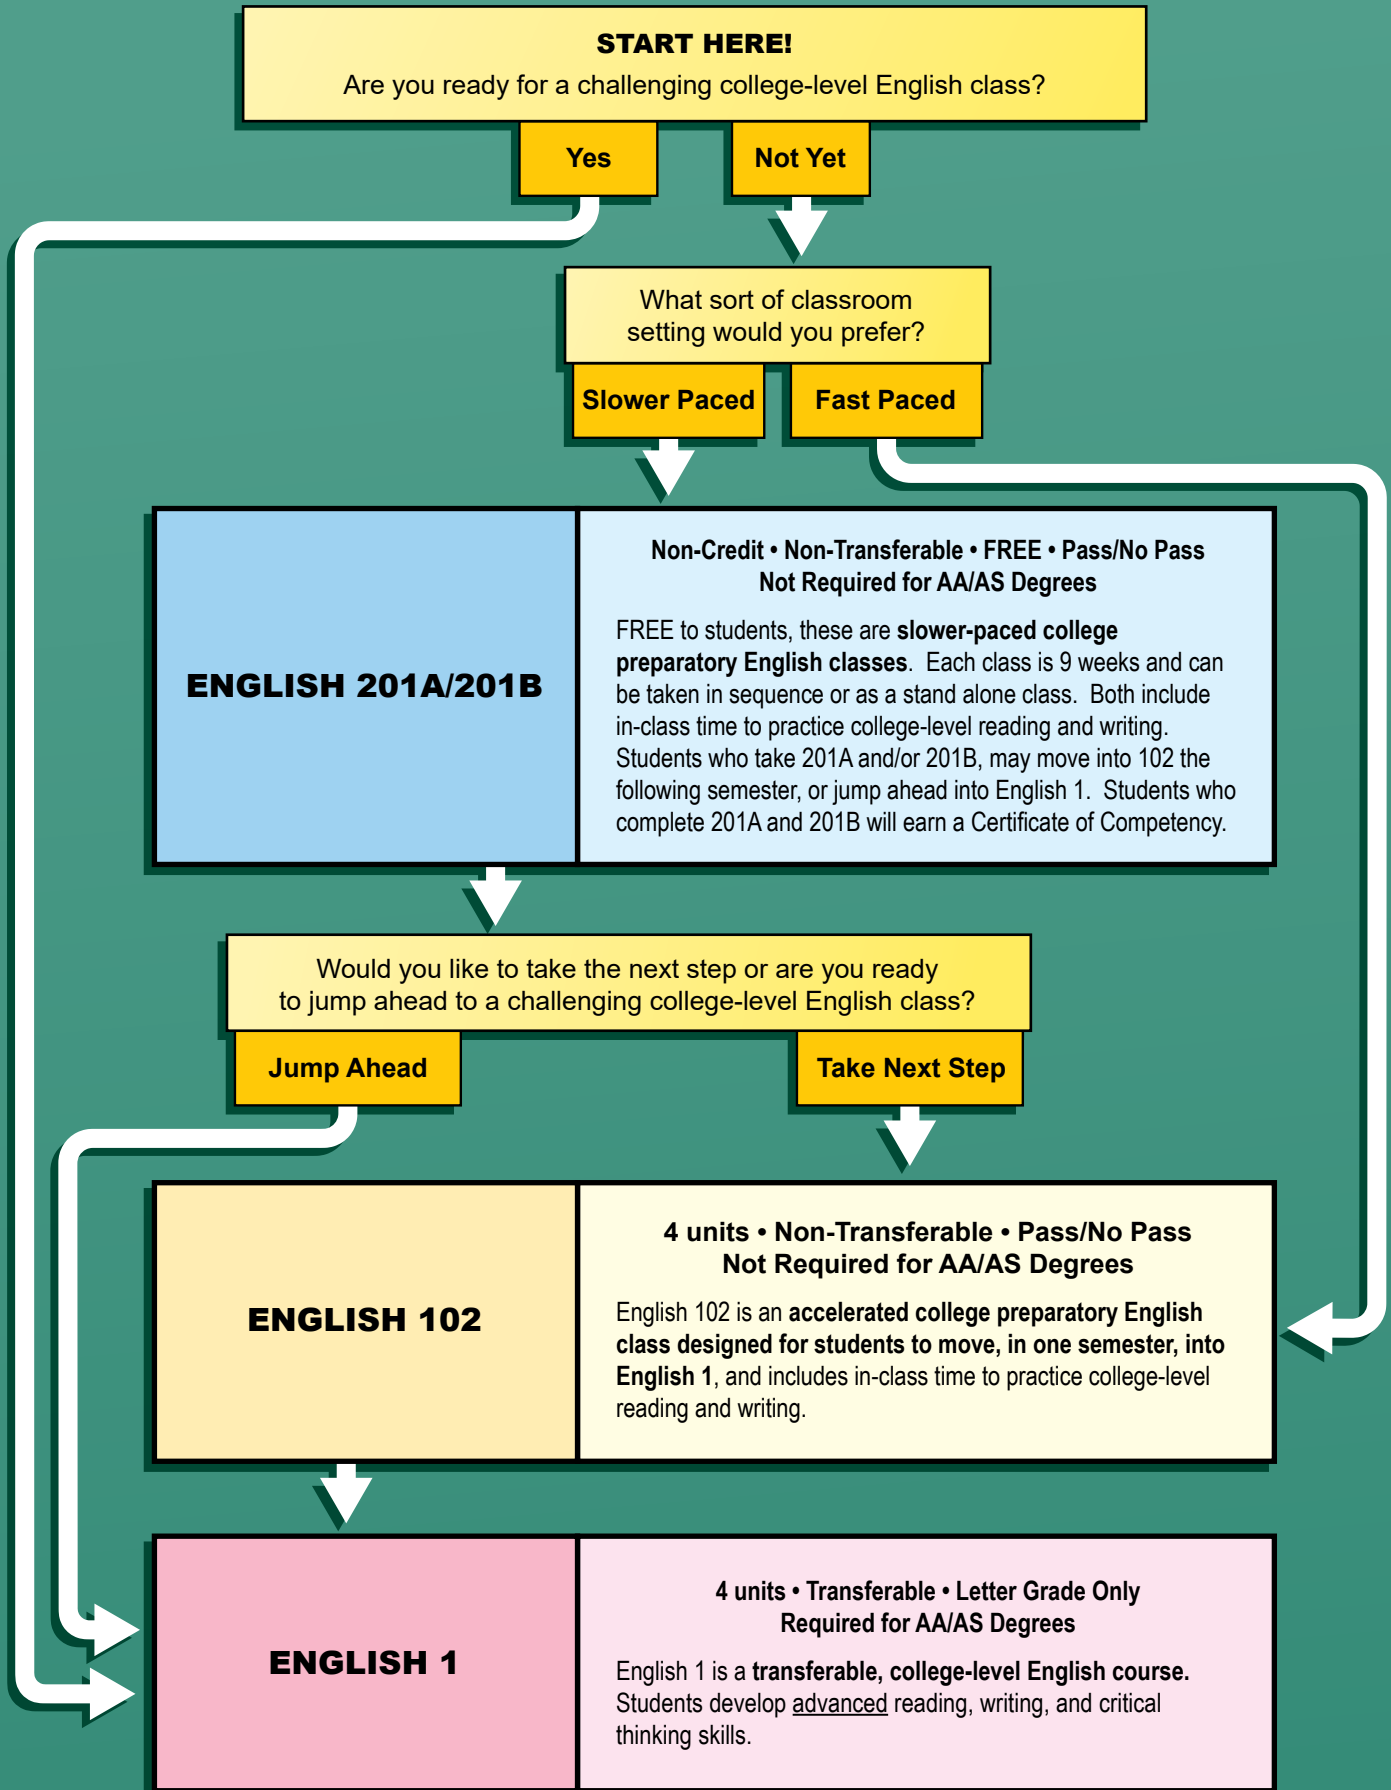 START HERE!
Are you ready for a challenging college-level English class?
Yes
Not Yet
What sort of classroom
setting would you prefer?
Slower Paced
Fast Paced
ENGLISH 201A/201B
Non-Credit • Non-Transferable • FREE • Pass/No Pass
Not Required for AA/AS Degrees
FREE to students, these are slower-paced college
preparatory English classes.  Each class is 9 weeks and can
be taken in sequence or as a stand alone class.  Both include
in-class time to practice college-level reading and writing.
Students who take 201A and/or 201B, may move into 102 the
following semester, or jump ahead into English 1.  Students who
complete 201A and 201B will earn a Certificate of Competency.
Would you like to take the next step or are you ready
to jump ahead to a challenging college-level English class?
Jump Ahead
Take Next Step
ENGLISH 102
4 units • Non-Transferable • Pass/No Pass
Not Required for AA/AS Degrees
English 102 is an accelerated college preparatory English
class designed for students to move, in one semester, into
English 1, and includes in-class time to practice college-level
reading and writing.
ENGLISH 1
4 units • Transferable • Letter Grade Only
Required for AA/AS Degrees
English 1 is a transferable, college-level English course.
Students develop advanced reading, writing, and critical
thinking skills.